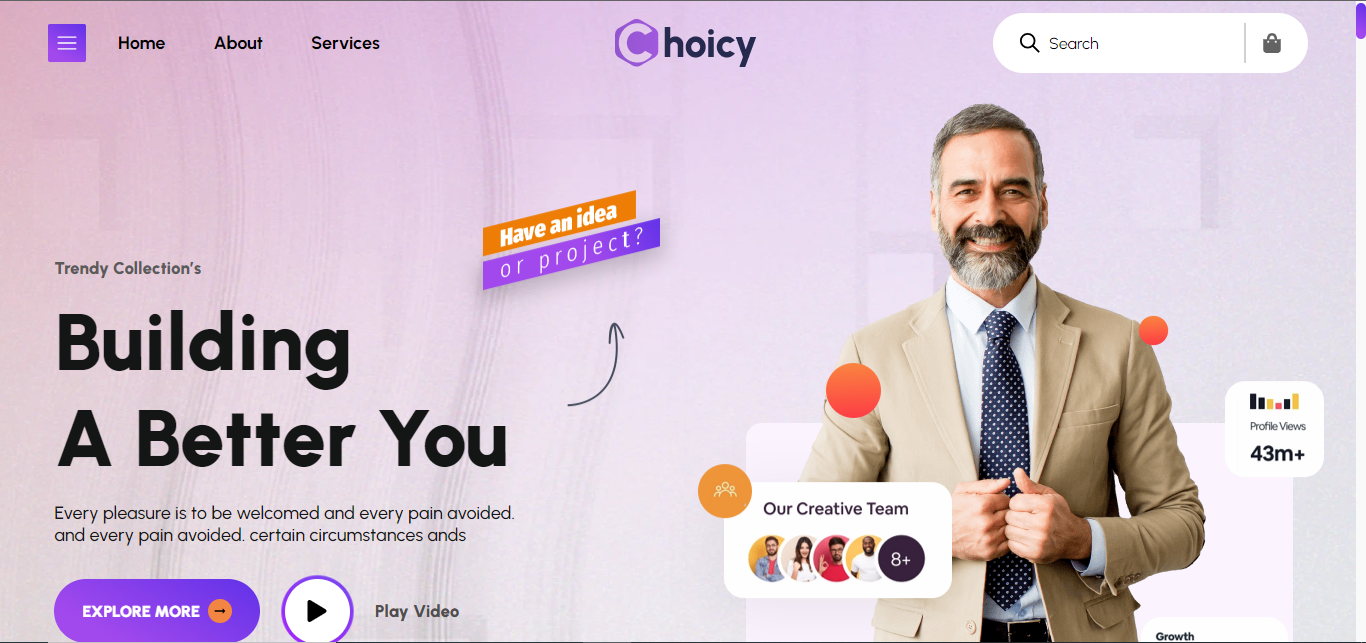 Home About Services
Choicy
Search
Have an idea
or project?
Trendy Collection's
Building
A Better You
Every pleasure is to be welcomed and every pain avoided.
and every pain avoided. certain circumstances ands
EXPLORE MORE
Play Video
Our Creative Team
8+
Profile Views
43m+
Growth